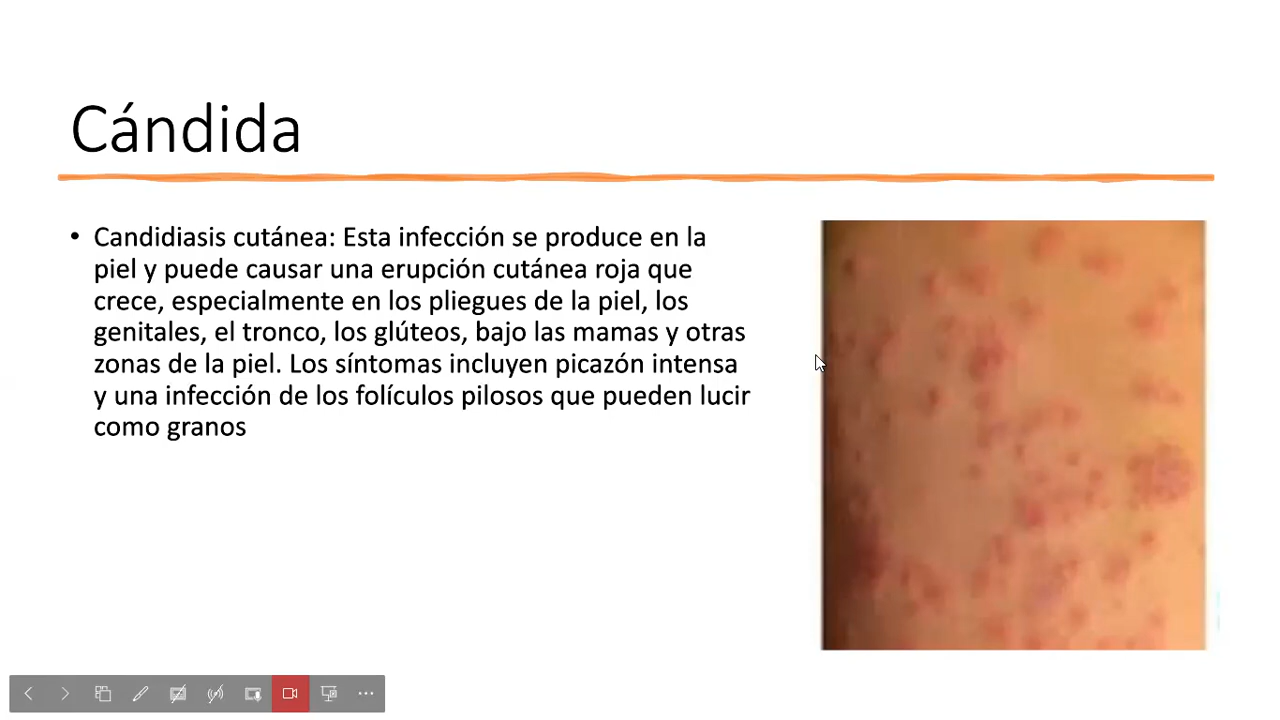 Cándida
• Candidiasis cutánea: Esta infección se produce en la
piel y puede causar una erupción cutánea roja que
crece, especialmente en los pliegues de la piel, los
genitales, el tronco, los glúteos, bajo las mamas y otras
zonas de la piel. Los síntomas incluyen picazón intensa
y una infección de los folículos pilosos que pueden lucir
como granos